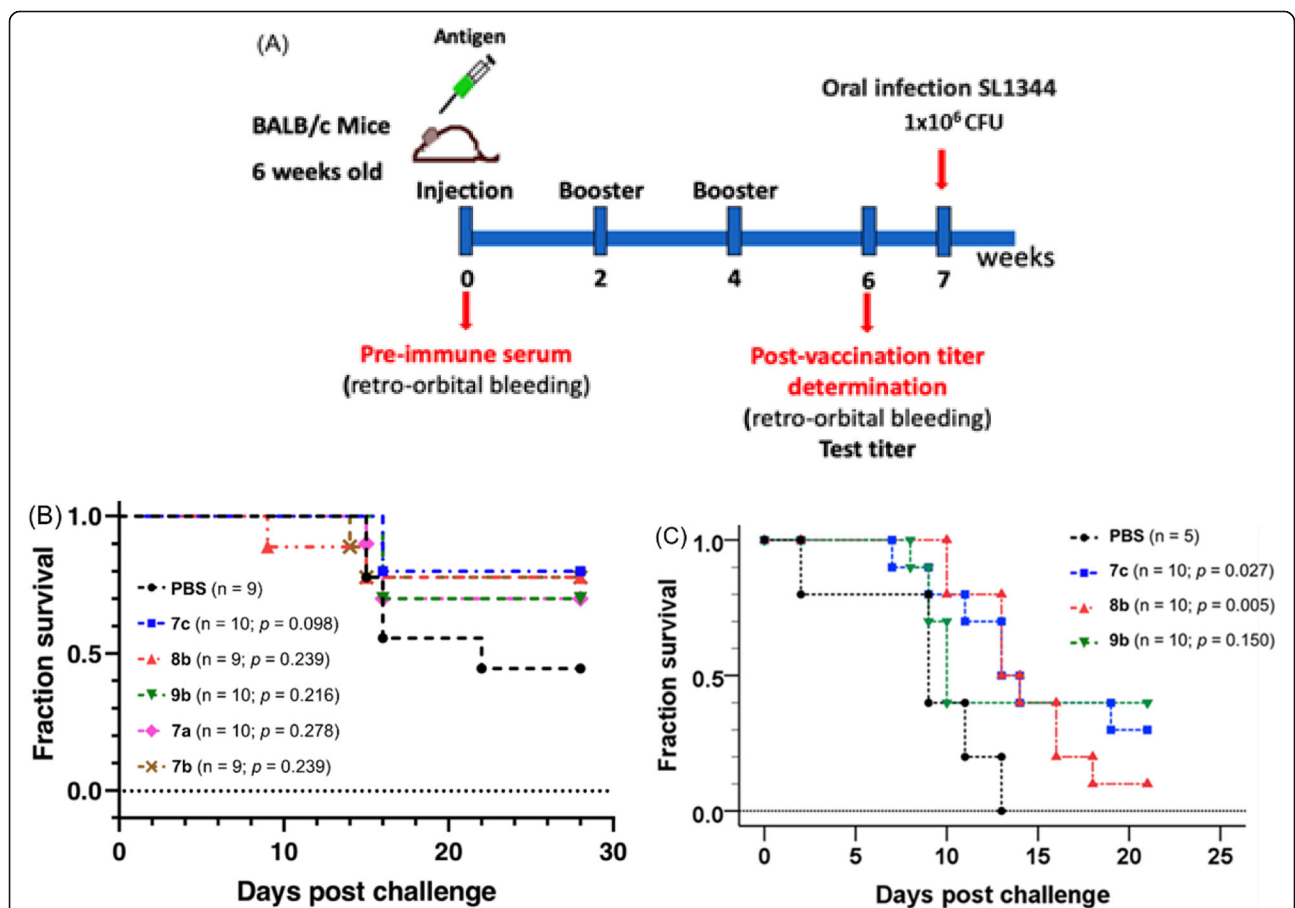 (A)
Antigen
BALB/c Mice
6 weeks old
Injection
Booster
Booster
Oral infection SL1344
1x10⁶ CFU
0
2
4
6
7
weeks
Pre-immune serum
(retro-orbital bleeding)
Post-vaccination titer
determination
(retro-orbital bleeding)
Test titer
(B)
Fraction survival
1.0
0.5
0.0
PBS (n = 9)
7c (n = 10; p = 0.098)
8b (n = 9; p = 0.239)
9b (n = 10; p = 0.216)
7a (n = 10; p = 0.278)
7b (n = 9; p = 0.239)
0
10
20
30
Days post challenge
(C)
Fraction survival
1.0
0.5
0.0
PBS (n = 5)
7c (n = 10; p = 0.027)
8b (n = 10; p = 0.005)
9b (n = 10; p = 0.150)
0
5
10
15
20
25
Days post challenge